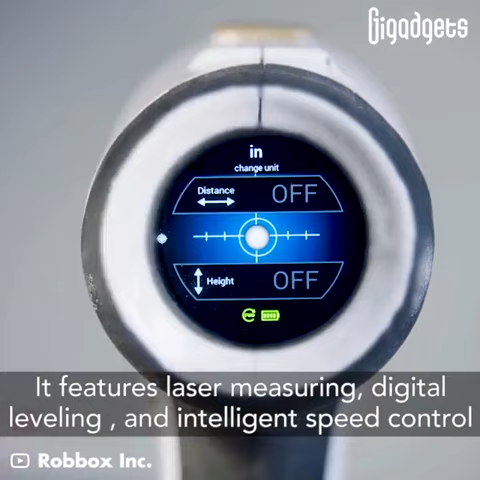 Gigadgets
in
change unit
Distance
OFF
Height
OFF
It features laser measuring, digital
leveling , and intelligent speed control
Robbox Inc.